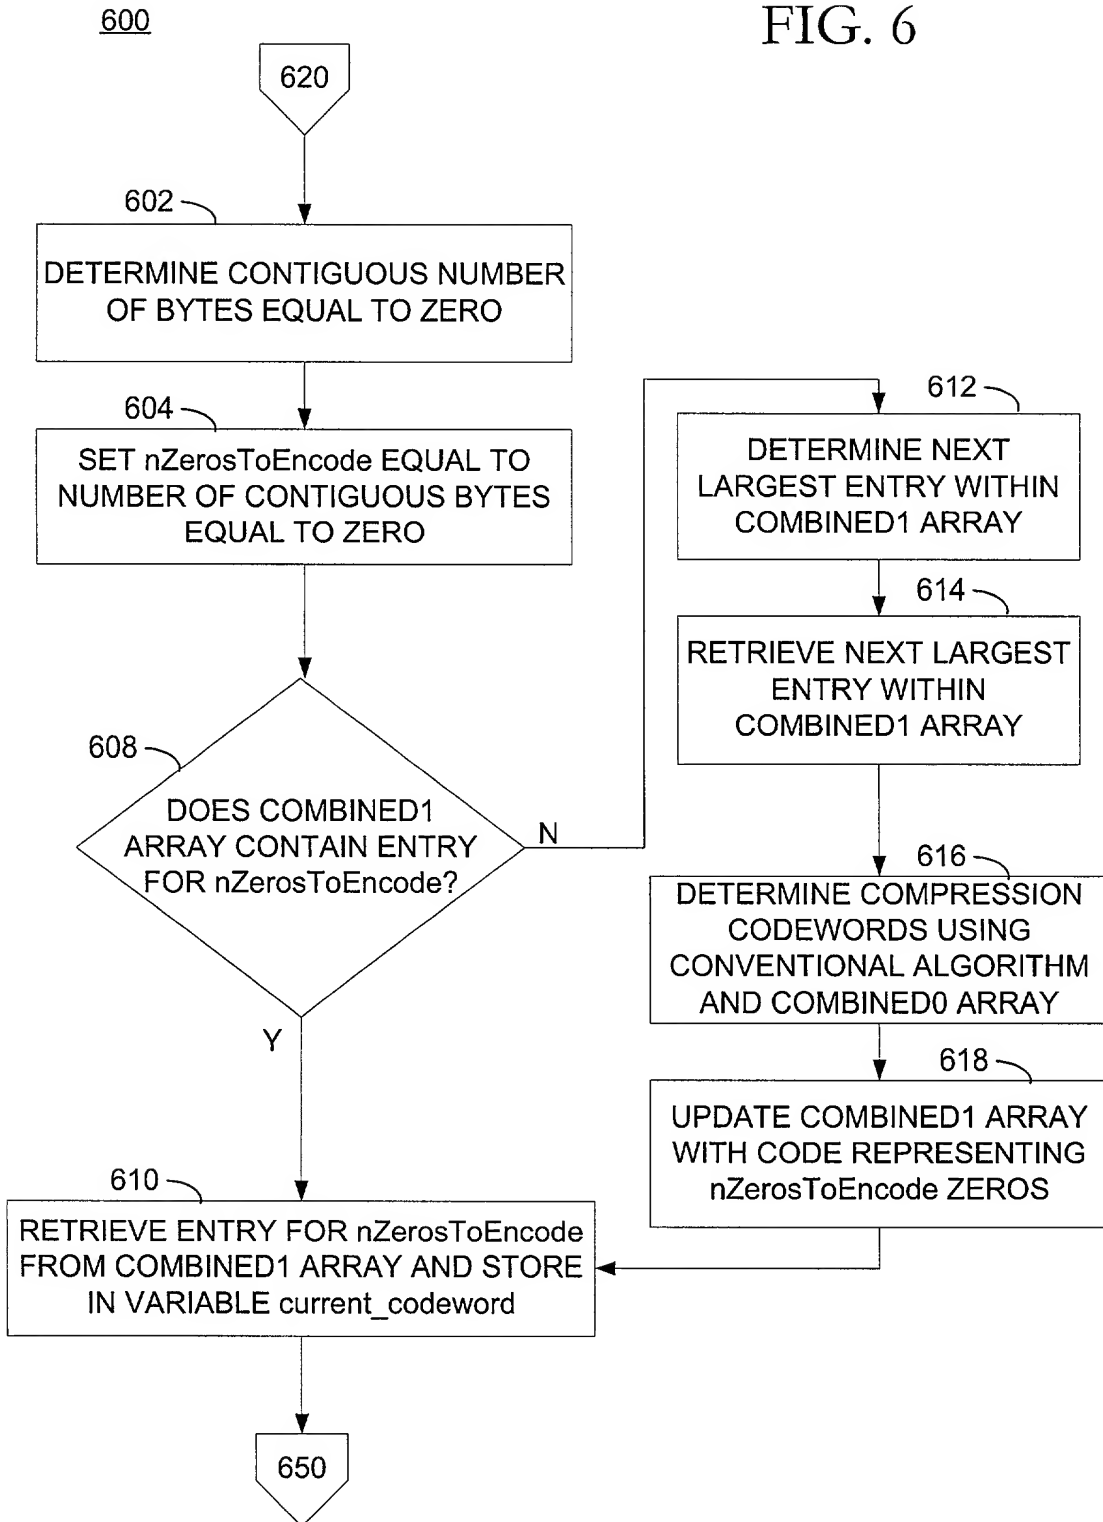 600
FIG. 6
620
602
DETERMINE CONTIGUOUS NUMBER
OF BYTES EQUAL TO ZERO
604
SET nZerosToEncode EQUAL TO
NUMBER OF CONTIGUOUS BYTES
EQUAL TO ZERO
608
DOES COMBINED1
ARRAY CONTAIN ENTRY
FOR nZerosToEncode?
N
Y
612
DETERMINE NEXT
LARGEST ENTRY WITHIN
COMBINED1 ARRAY
614
RETRIEVE NEXT LARGEST
ENTRY WITHIN
COMBINED1 ARRAY
616
DETERMINE COMPRESSION
CODEWORDS USING
CONVENTIONAL ALGORITHM
AND COMBINED0 ARRAY
618
UPDATE COMBINED1 ARRAY
WITH CODE REPRESENTING
nZerosToEncode ZEROS
610
RETRIEVE ENTRY FOR nZerosToEncode
FROM COMBINED1 ARRAY AND STORE
IN VARIABLE current_codeword
650